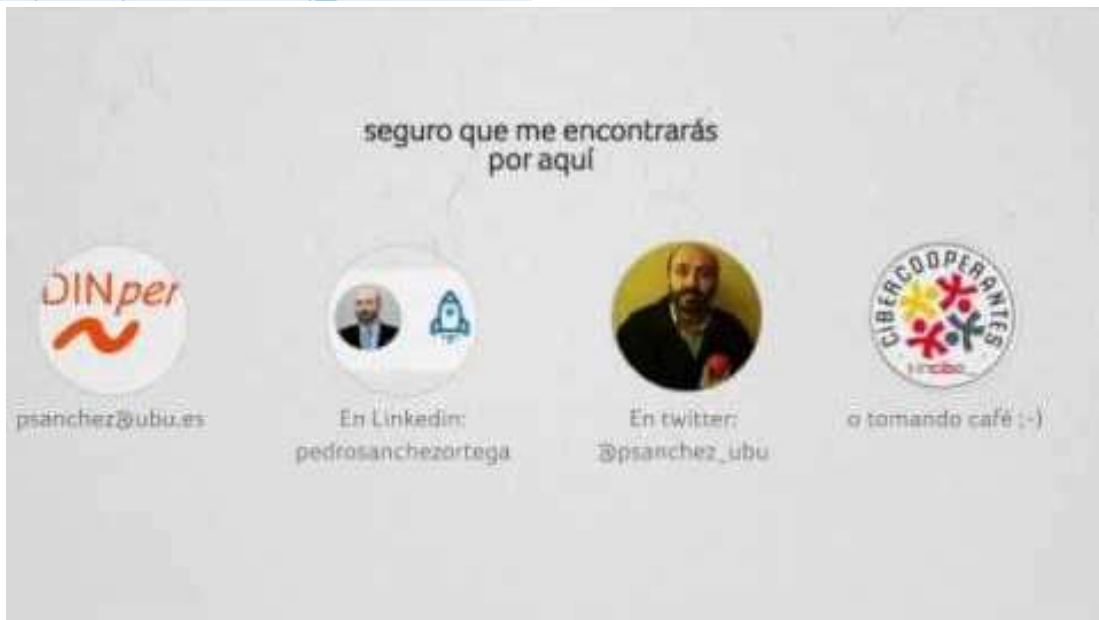 seguro que me encontrarás
por aquí
DINper
psanchez@ubu.es
En Linkedin:
pedrosanchezortega
En twitter:
@psanchez_ubu
CIBERCOOPERANTES
incibe
o tomando café ;-)